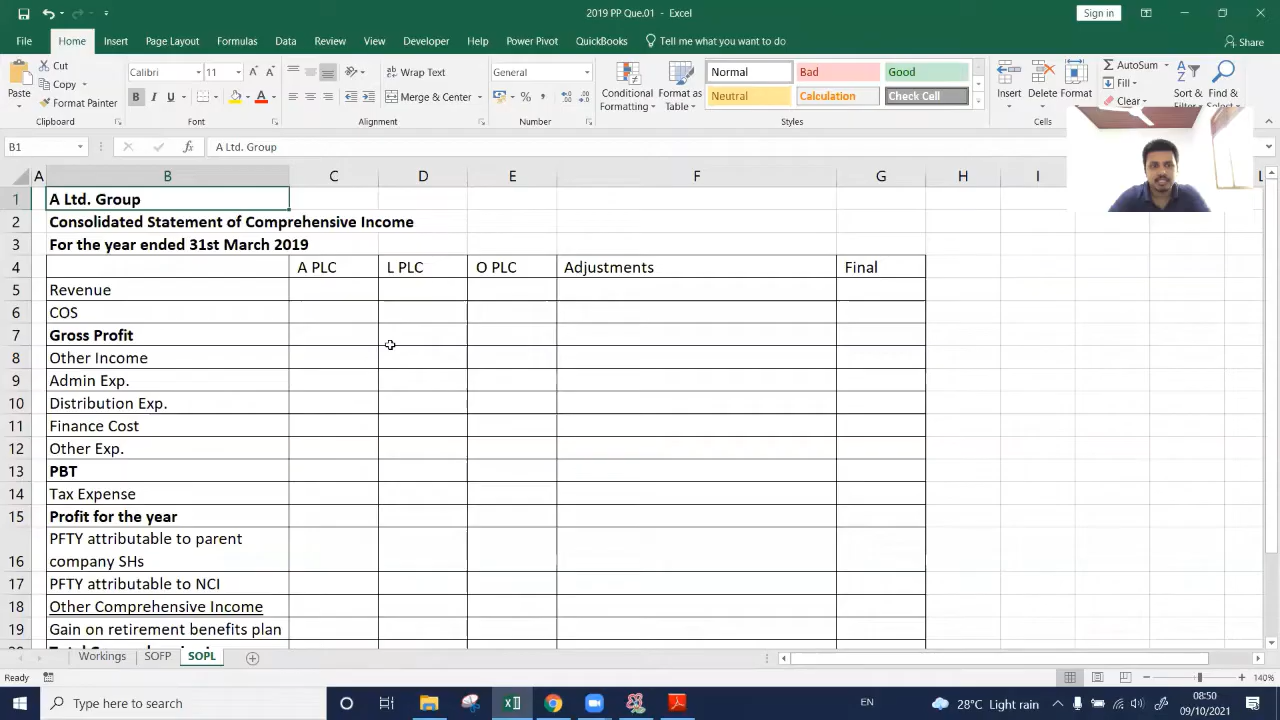 2019 PP Que.01 - Excel
Sign in
File Home Insert Page Layout Formulas Data Review View Developer Help Power Pivot QuickBooks Tell me what you want to do Share
Paste
Cut
Copy
Format Painter
Clipboard
Calibri 11
B I U
Font
Wrap Text
Merge & Center
Alignment
General
Number
Conditional Formatting
Format as Table
Normal Bad Good
Neutral Calculation Check Cell
Styles
Insert Delete Format
Cells
AutoSum
Fill
Clear
Sort & Find &
B1 A Ltd. Group
A B C D E F G H I
1 A Ltd. Group
2 Consolidated Statement of Comprehensive Income
3 For the year ended 31st March 2019
4 A PLC L PLC O PLC Adjustments Final
5 Revenue
6 COS
7 Gross Profit
8 Other Income
9 Admin Exp.
10 Distribution Exp.
11 Finance Cost
12 Other Exp.
13 PBT
14 Tax Expense
15 Profit for the year
PFTY attributable to parent
16 company SHs
17 PFTY attributable to NCI
18 Other Comprehensive Income
19 Gain on retirement benefits plan
Workings SOFP SOPL
Ready 140%
Type here to search
EN
28°C Light rain
08:50
09/10/2021